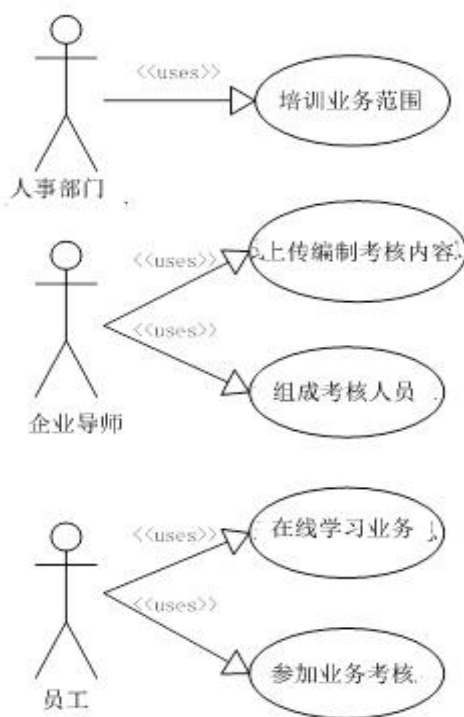 <<uses>>
培训业务范围
人事部门
上传编制考核内容
<<uses>>
<<uses>>
组成考核人员
企业导师
在线学习业务
<<uses>>
<<uses>>
参加业务考核
员工